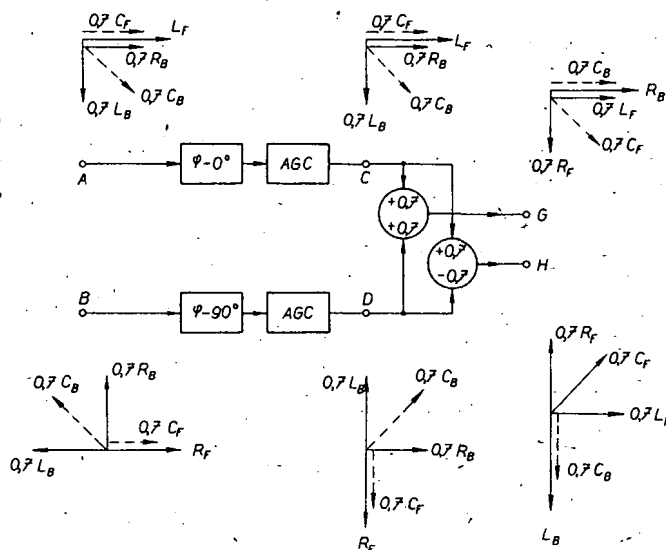 0,7 C_F
L_F
0,7 R_B
0,7 C_B
0,7 L_B
0,7 C_F
L_F
0,7 R_B
0,7 C_B
0,7 L_B
0,7 C_B
R_B
0,7 L_F
0,7 C_F
0,7 R_F
A
φ-0°
AGC
C
+0,7
+0,7
G
+0,7
-0,7
H
B
φ-90°
AGC
D
0,7 R_B
0,7 C_B
0,7 C_F
0,7 L_B
R_F
0,7 L_B
0,7 C_B
0,7 R_B
0,7 C_F
R_F
0,7 R_F
0,7 C_F
0,7 L_F
0,7 C_B
L_B